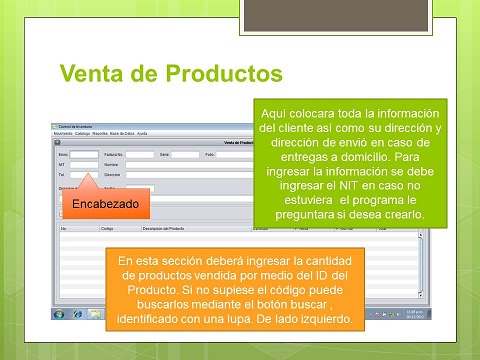 Venta de Productos
Aquí colocara toda la información
del cliente así como su dirección y
dirección de envió en caso de
entregas a domicilio. Para
ingresar la información se debe
ingresar el NIT en caso no
estuviera el programa le
preguntara si desea crearlo.
Control de Inventario
Movimiento Catalogo Reportes Base de Datos Ayuda
Venta de Product
Factura No. Serie Folio
NIT Nombre
Tel. Direccion
Encabezado
No. Codigo Descripcion del Producto
En esta sección deberá ingresar la cantidad
de productos vendida por medio del ID del
Producto. Si no supiese el código puede
buscarlos mediante el botón buscar ,
identificado con una lupa. De lado izquierdo.